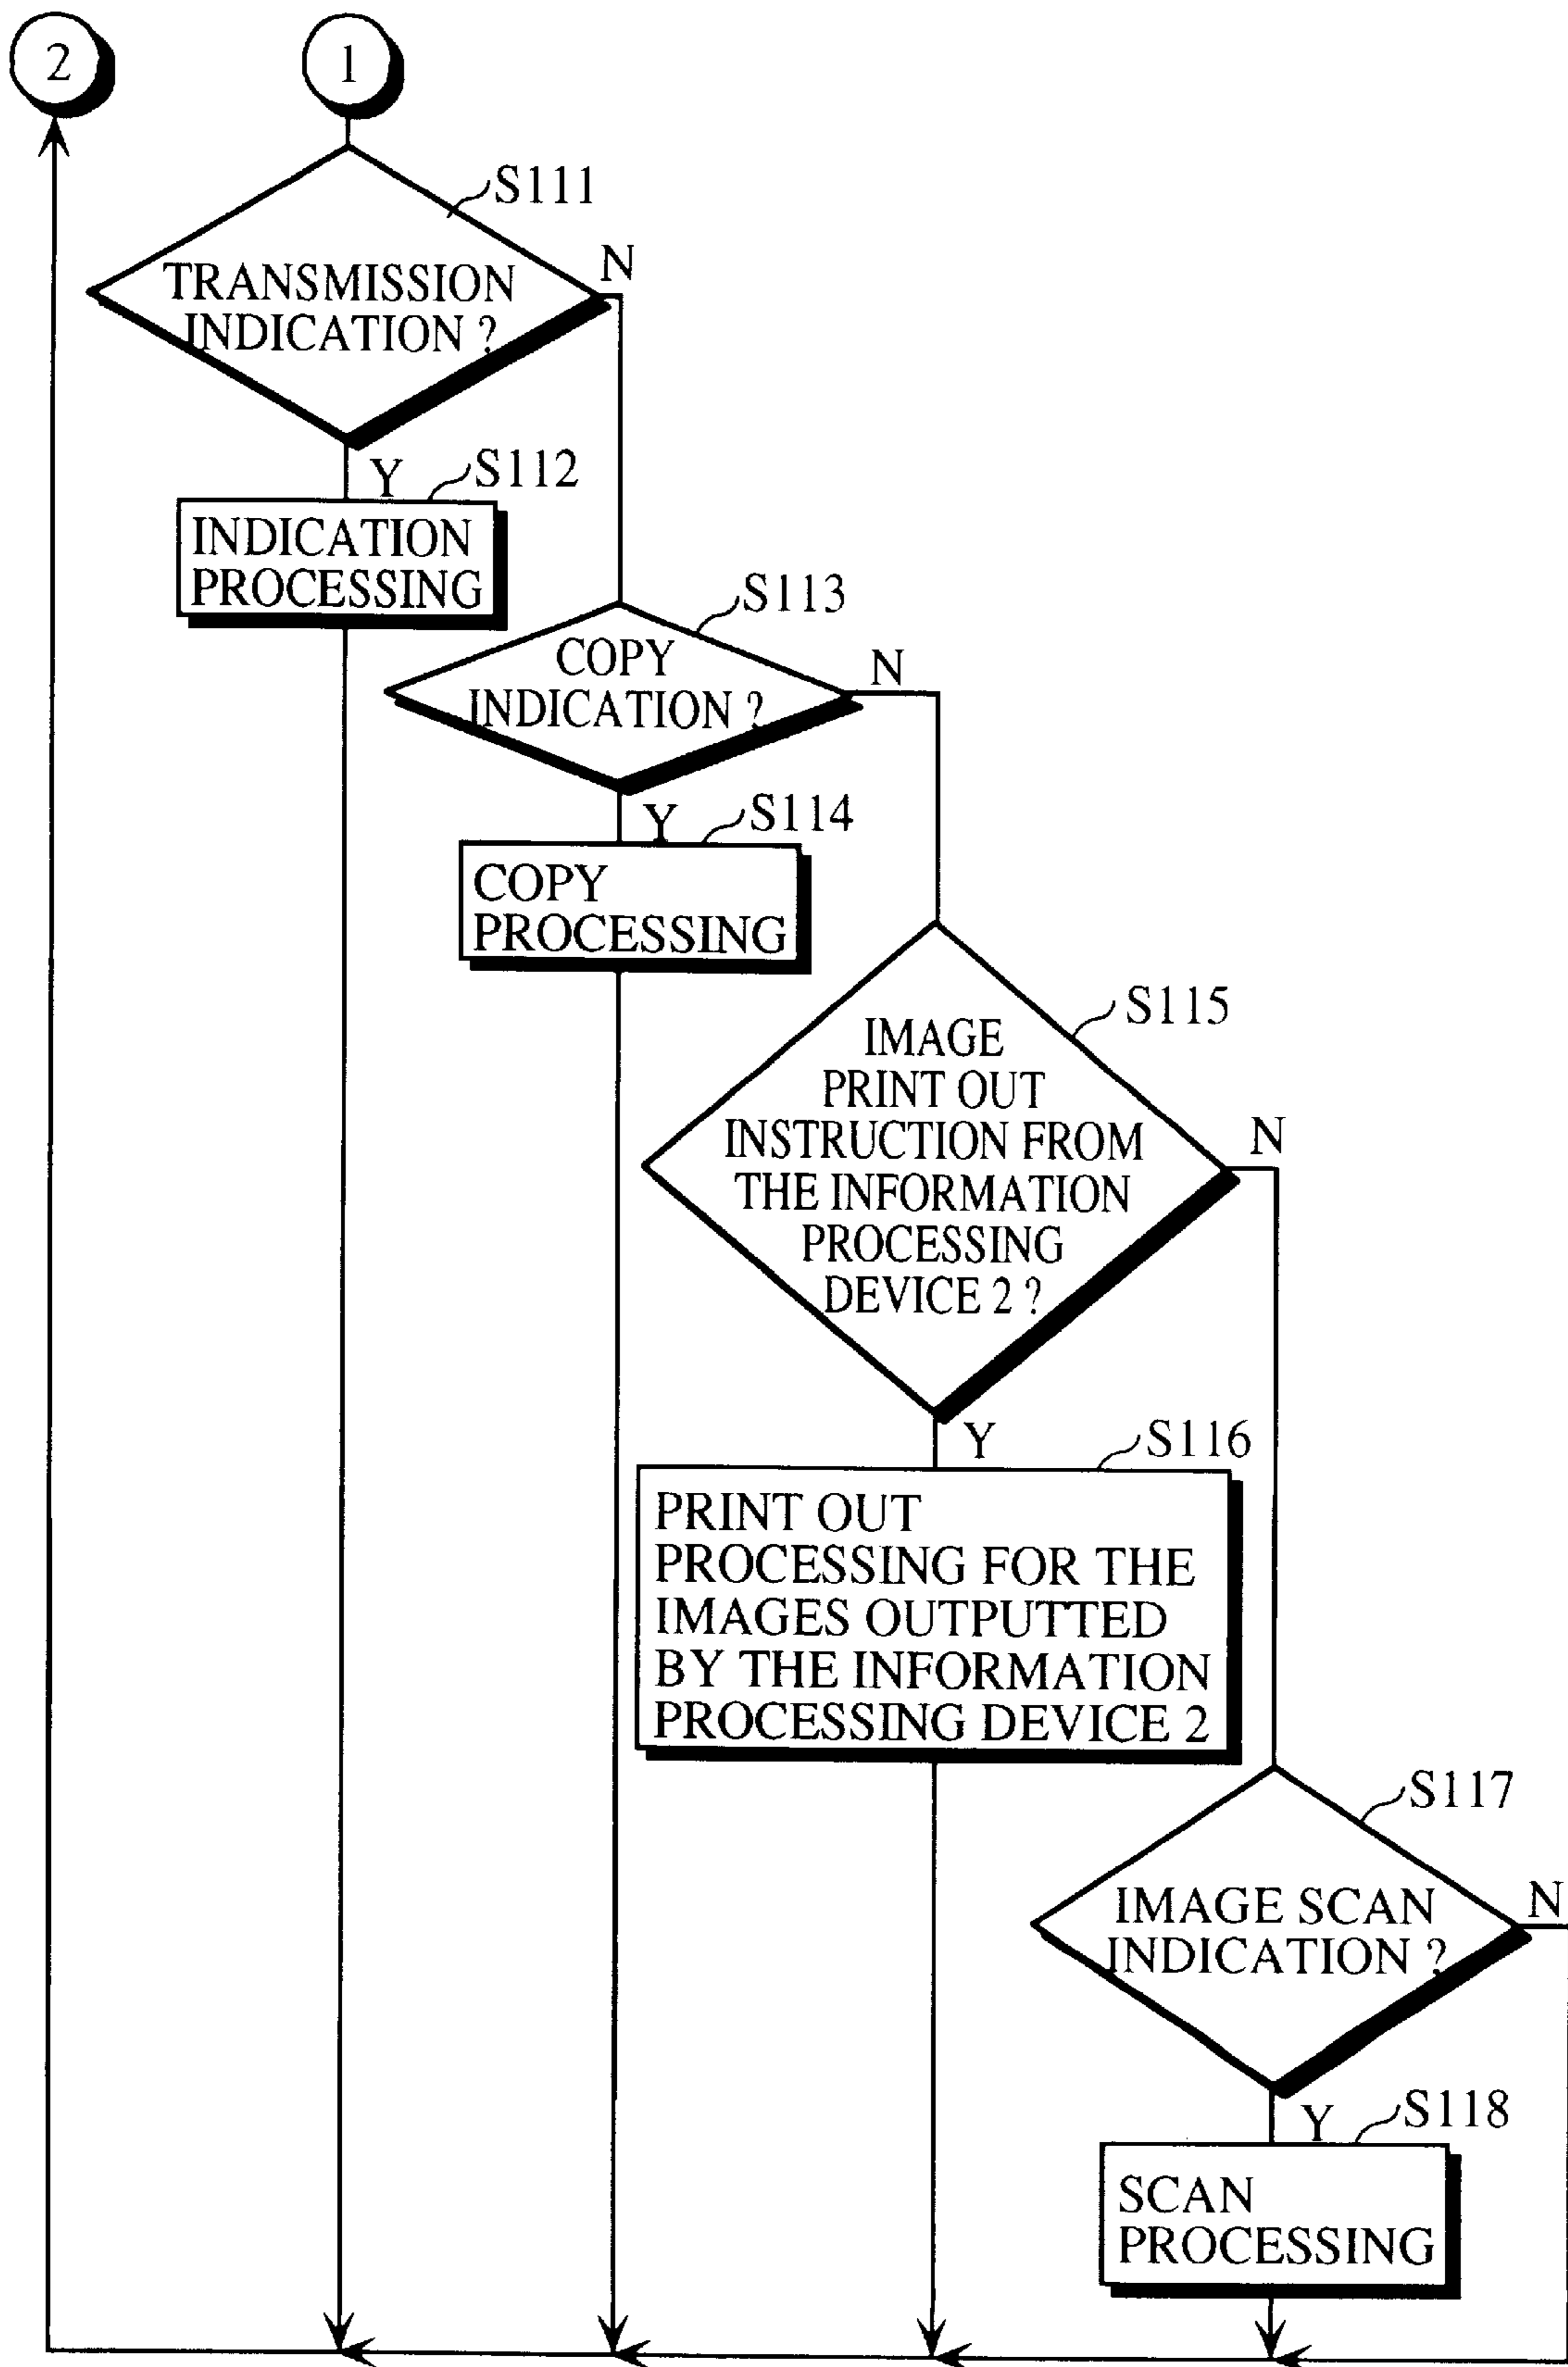 2
1
S111
TRANSMISSION
INDICATION ?
N
Y
S112
INDICATION
PROCESSING
S113
COPY
INDICATION ?
N
Y
S114
COPY
PROCESSING
S115
IMAGE
PRINT OUT
INSTRUCTION FROM
THE INFORMATION
PROCESSING
DEVICE 2 ?
N
Y
S116
PRINT OUT
PROCESSING FOR THE
IMAGES OUTPUTTED
BY THE INFORMATION
PROCESSING DEVICE 2
S117
IMAGE SCAN
INDICATION ?
N
Y
S118
SCAN
PROCESSING